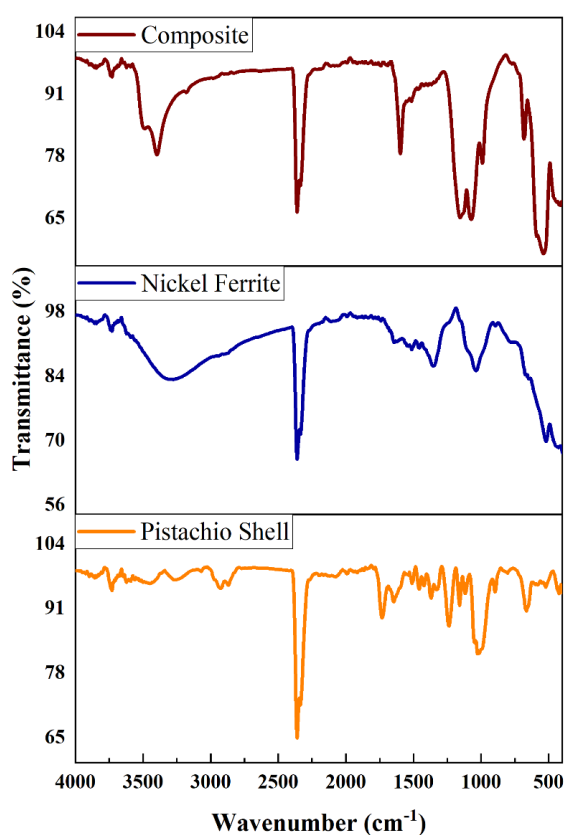 104
Composite
91
78
65
Nickel Ferrite
98
84
70
56
Pistachio Shell
104
91
78
65
4000 3500 3000 2500 2000 1500 1000 500
Transmittance (%)
Wavenumber (cm⁻¹)